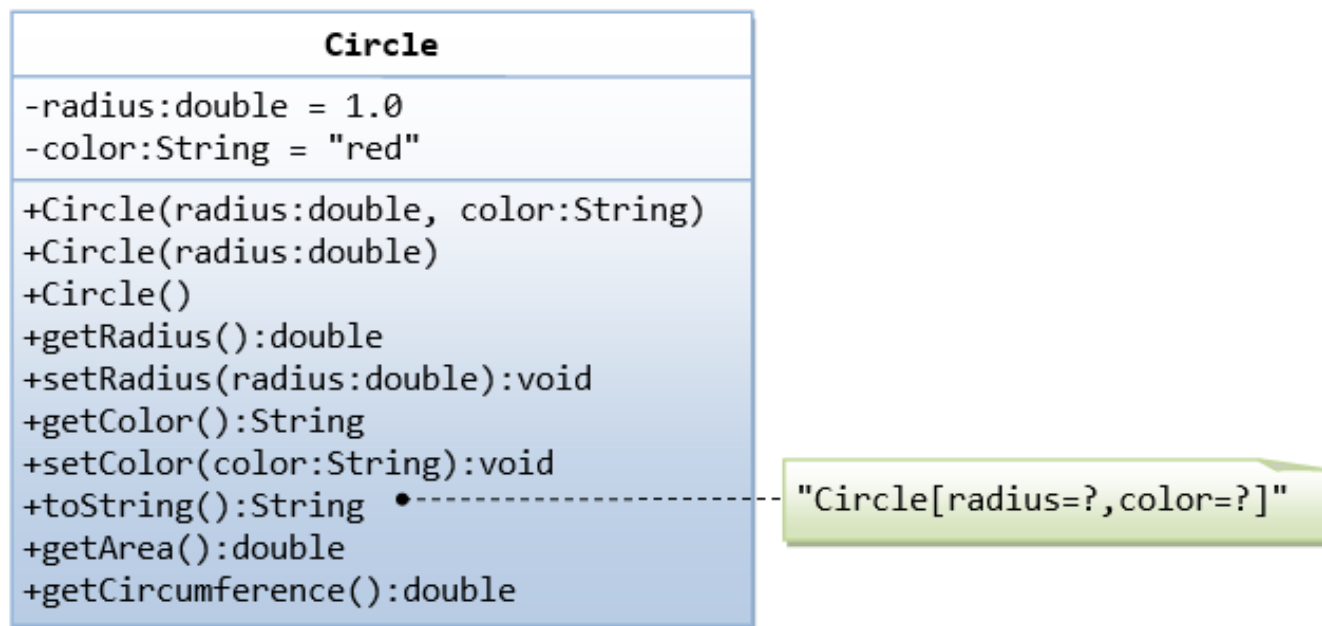 Circle
-radius:double = 1.0
-color:String = "red"
+Circle(radius:double, color:String)
+Circle(radius:double)
+Circle()
+getRadius():double
+setRadius(radius:double):void
+getColor():String
+setColor(color:String):void
+toString():String
"Circle[radius=?,color=?]"
+getArea():double
+getCircumference():double